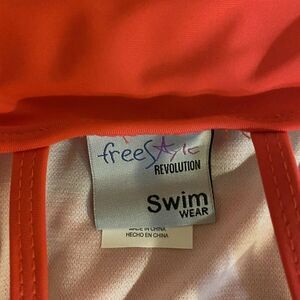 freeStyle
REVOLUTION
Swim
WEAR
MADE IN CHINA
HECHO EN CHINA